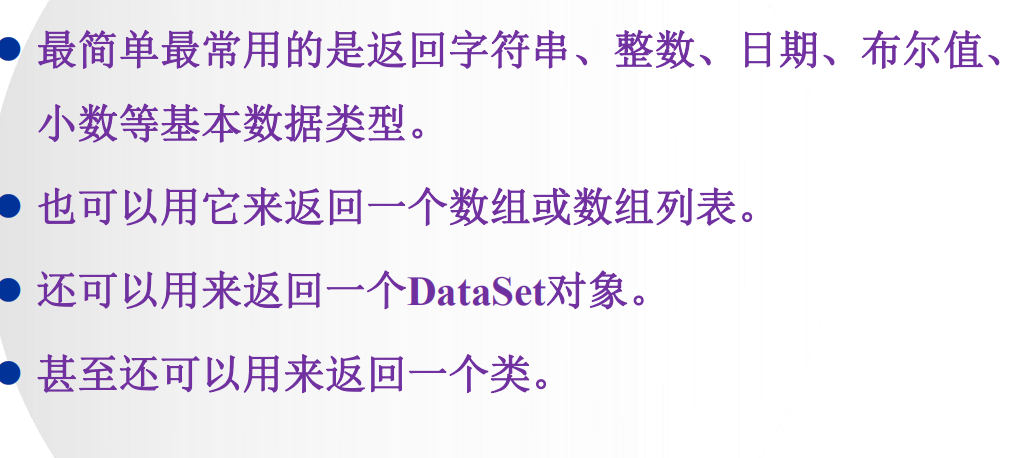 最简单最常用的是返回字符串、整数、日期、布尔值、
小数等基本数据类型。
也可以用它来返回一个数组或数组列表。
还可以用来返回一个DataSet对象。
甚至还可以用来返回一个类。